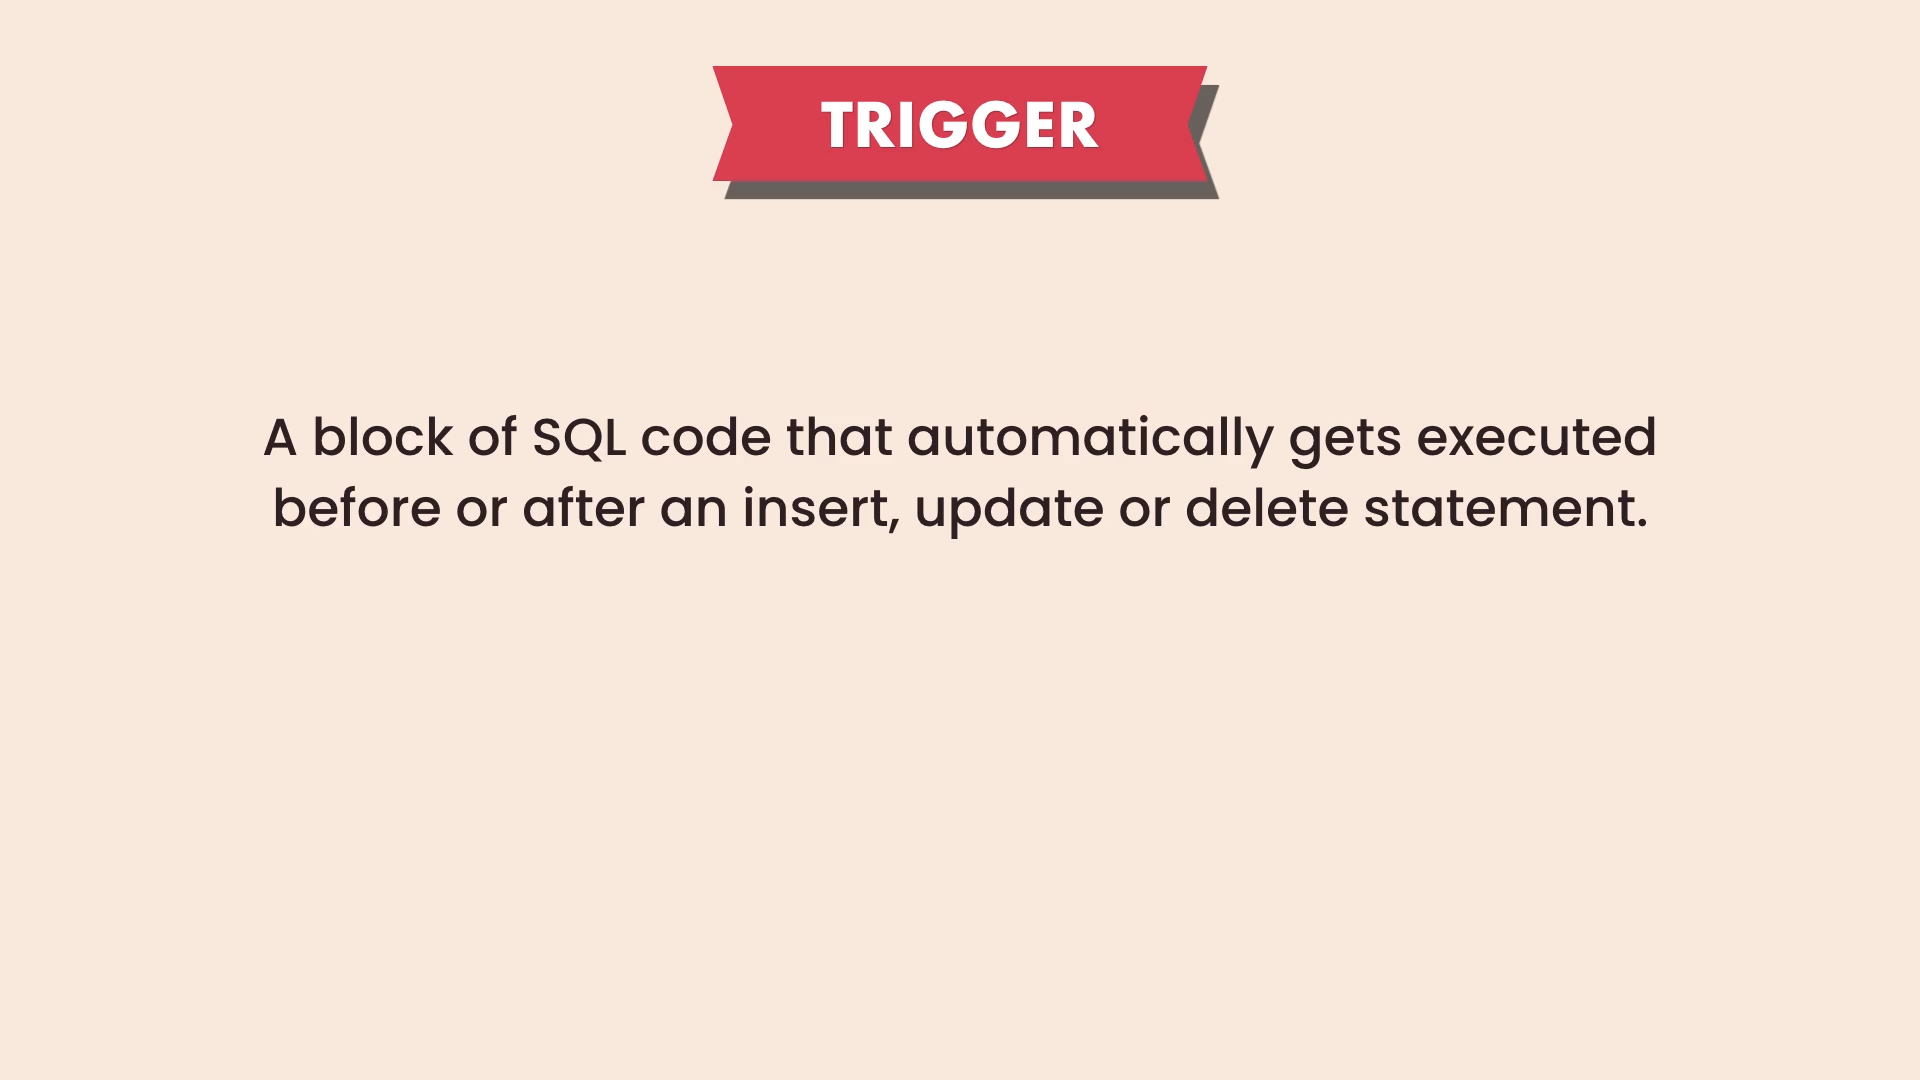 TRIGGER
A block of SQL code that automatically gets executed
before or after an insert, update or delete statement.